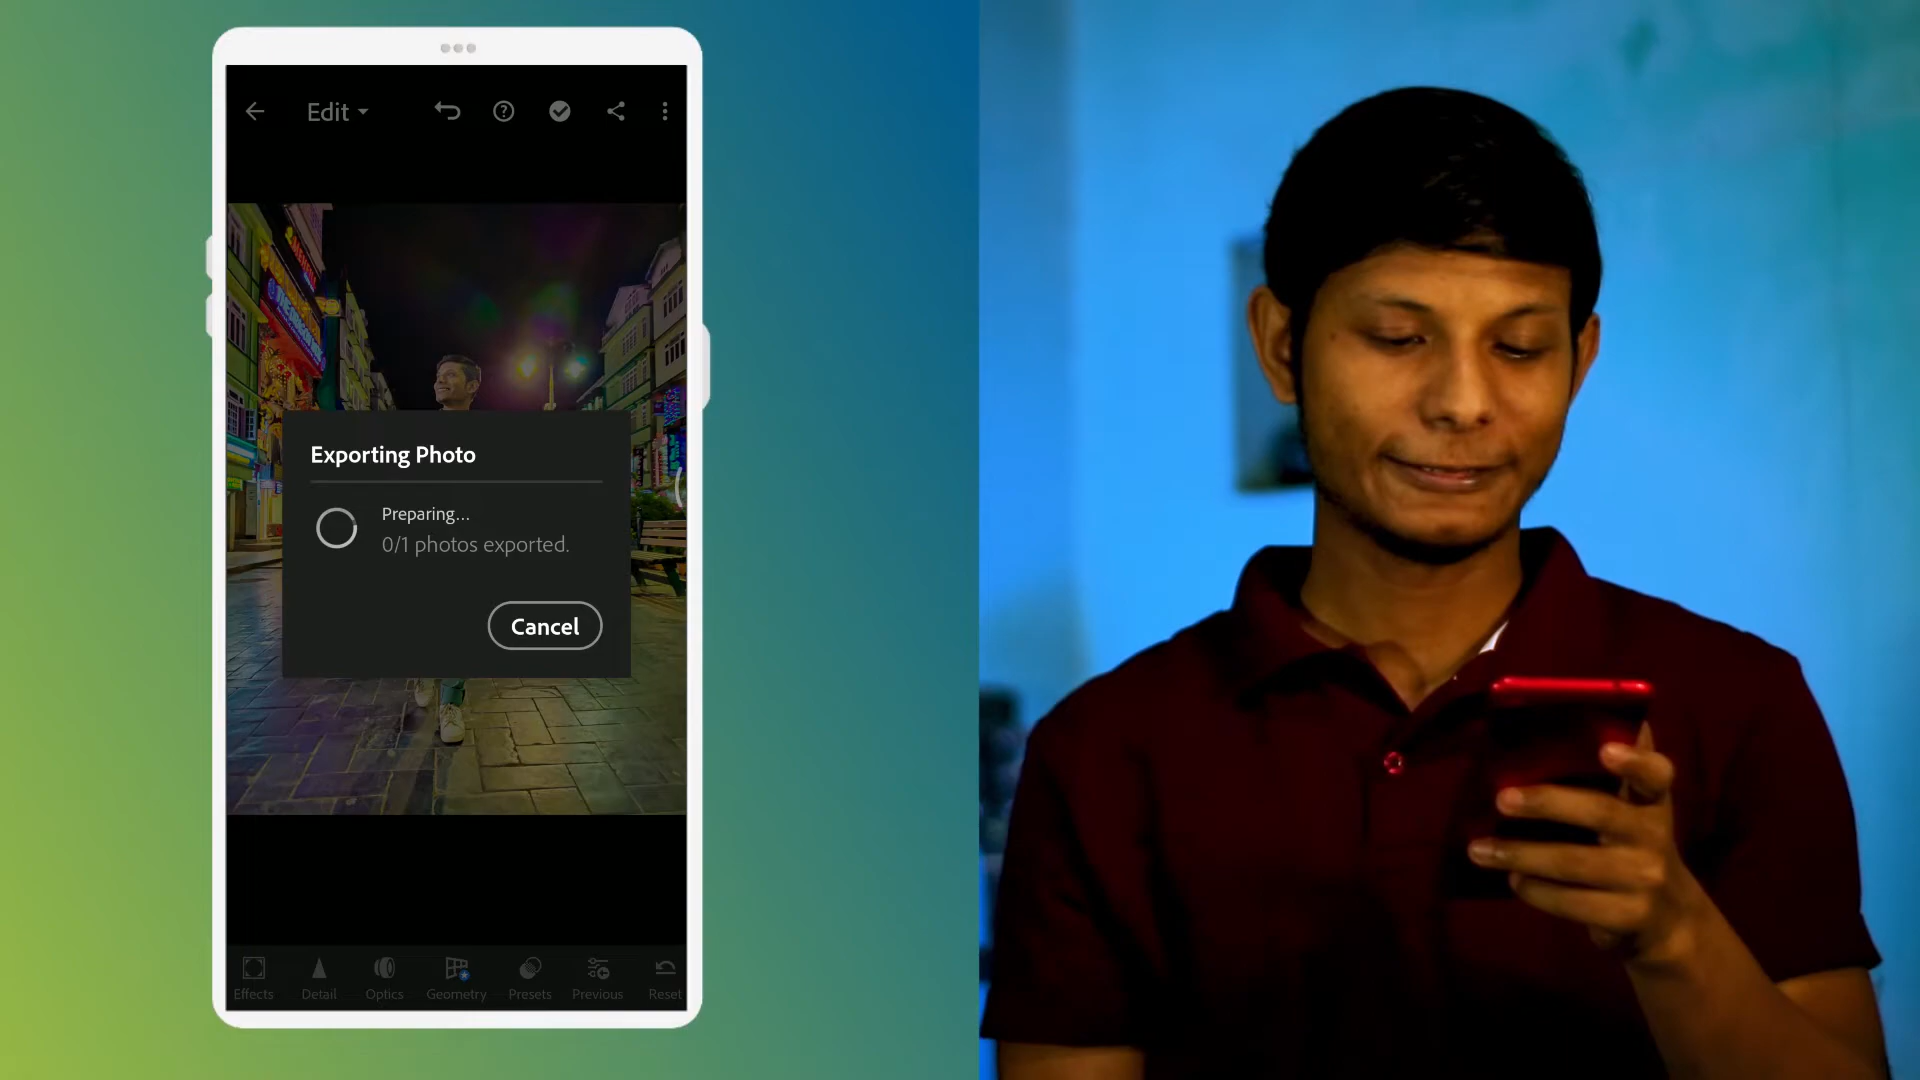 Edit
Exporting Photo
Preparing...
0/1 photos exported.
Cancel
Effects
Detail
Optics
Geometry
Presets
Previous
Reset